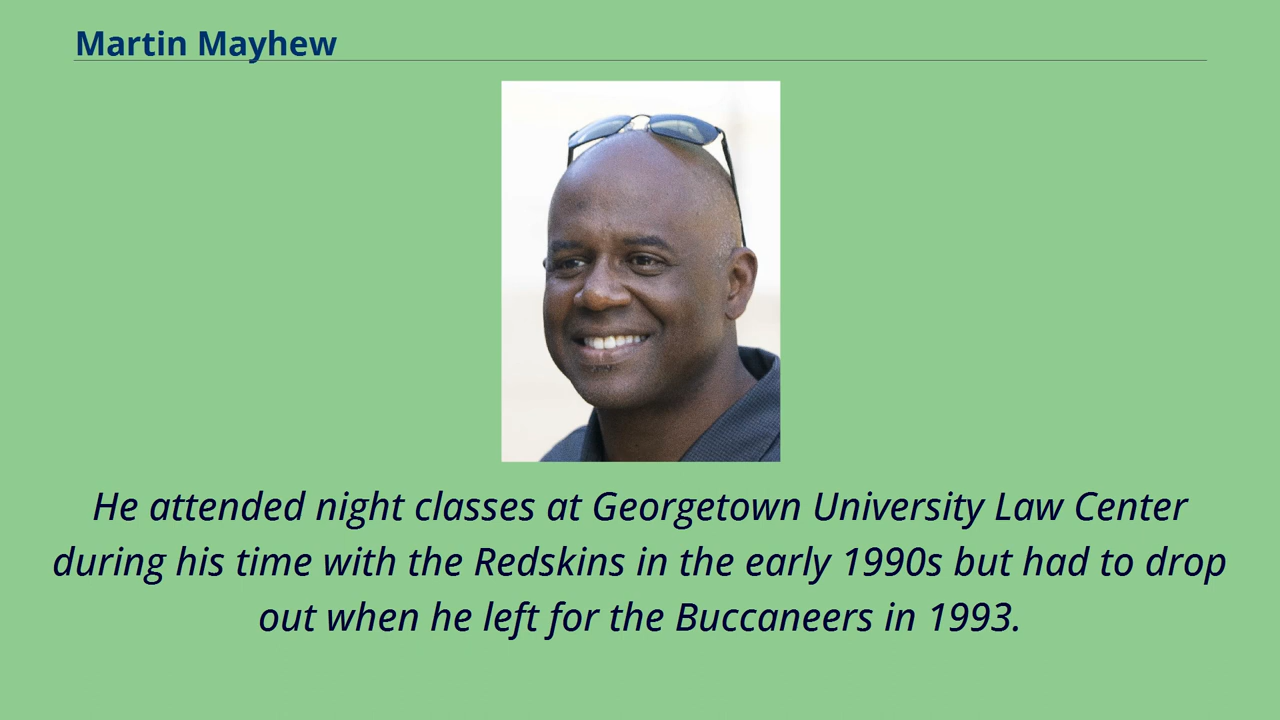 Martin Mayhew
He attended night classes at Georgetown University Law Center
during his time with the Redskins in the early 1990s but had to drop
out when he left for the Buccaneers in 1993.